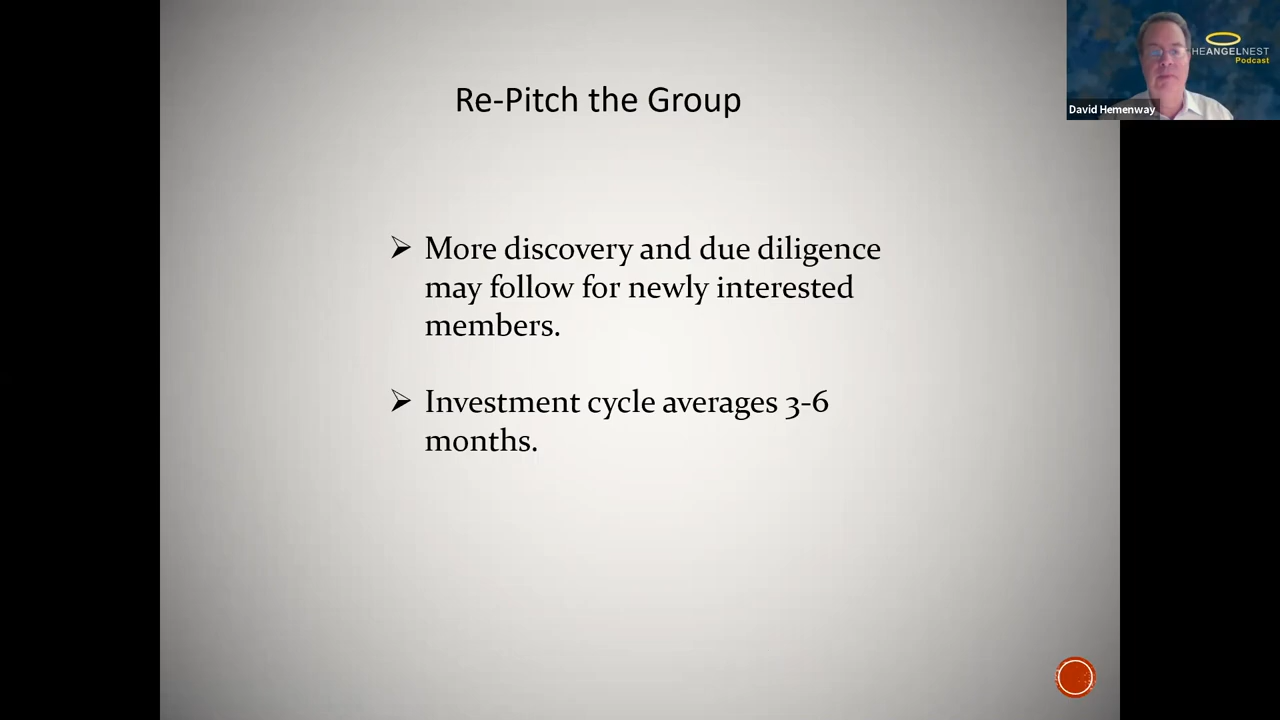 Re-Pitch the Group
HEANGELNEST
Podcast
David Hemenway
➢ More discovery and due diligence
may follow for newly interested
members.
➢ Investment cycle averages 3-6
months.